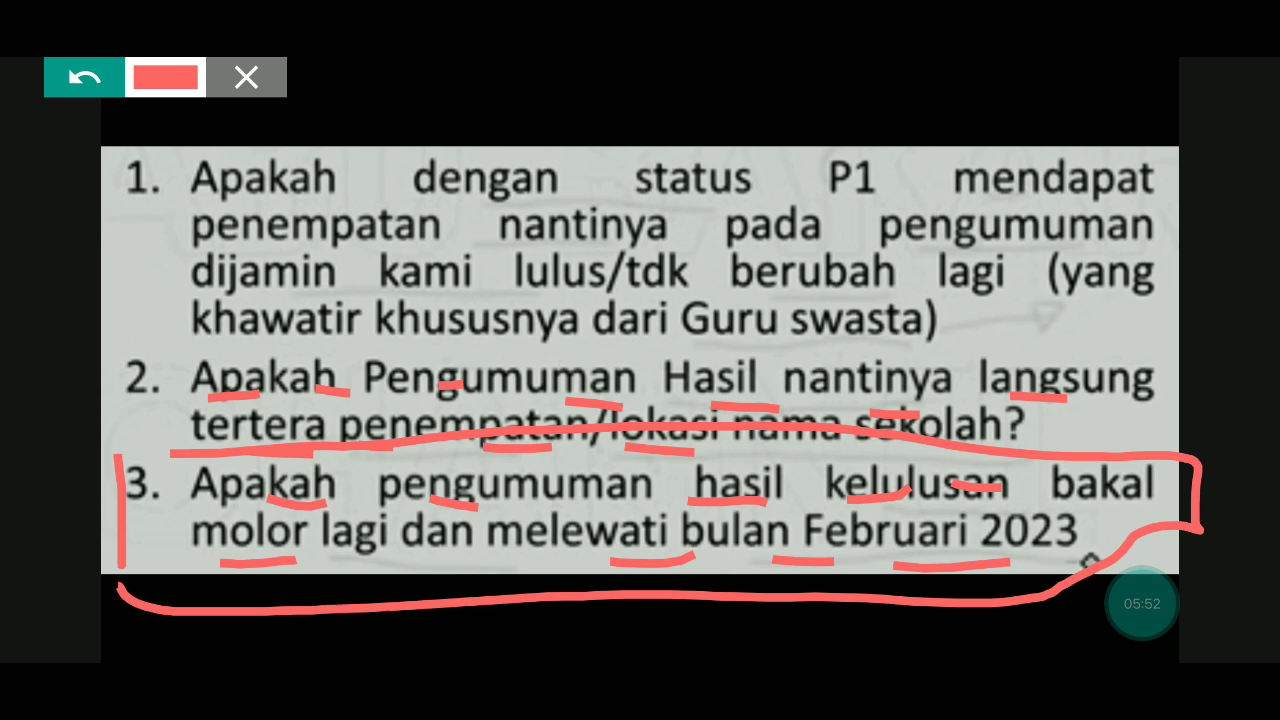 1. Apakah dengan status P1 mendapat
penempatan nantinya pada pengumuman
dijamin kami lulus/tdk berubah lagi (yang
khawatir khususnya dari Guru swasta)
2. Apakah Pengumuman Hasil nantinya langsung
tertera penempatan/lokasi nama sekolah?
3. Apakah pengumuman hasil kelulusan bakal
molor lagi dan melewati bulan Februari 2023
05:52